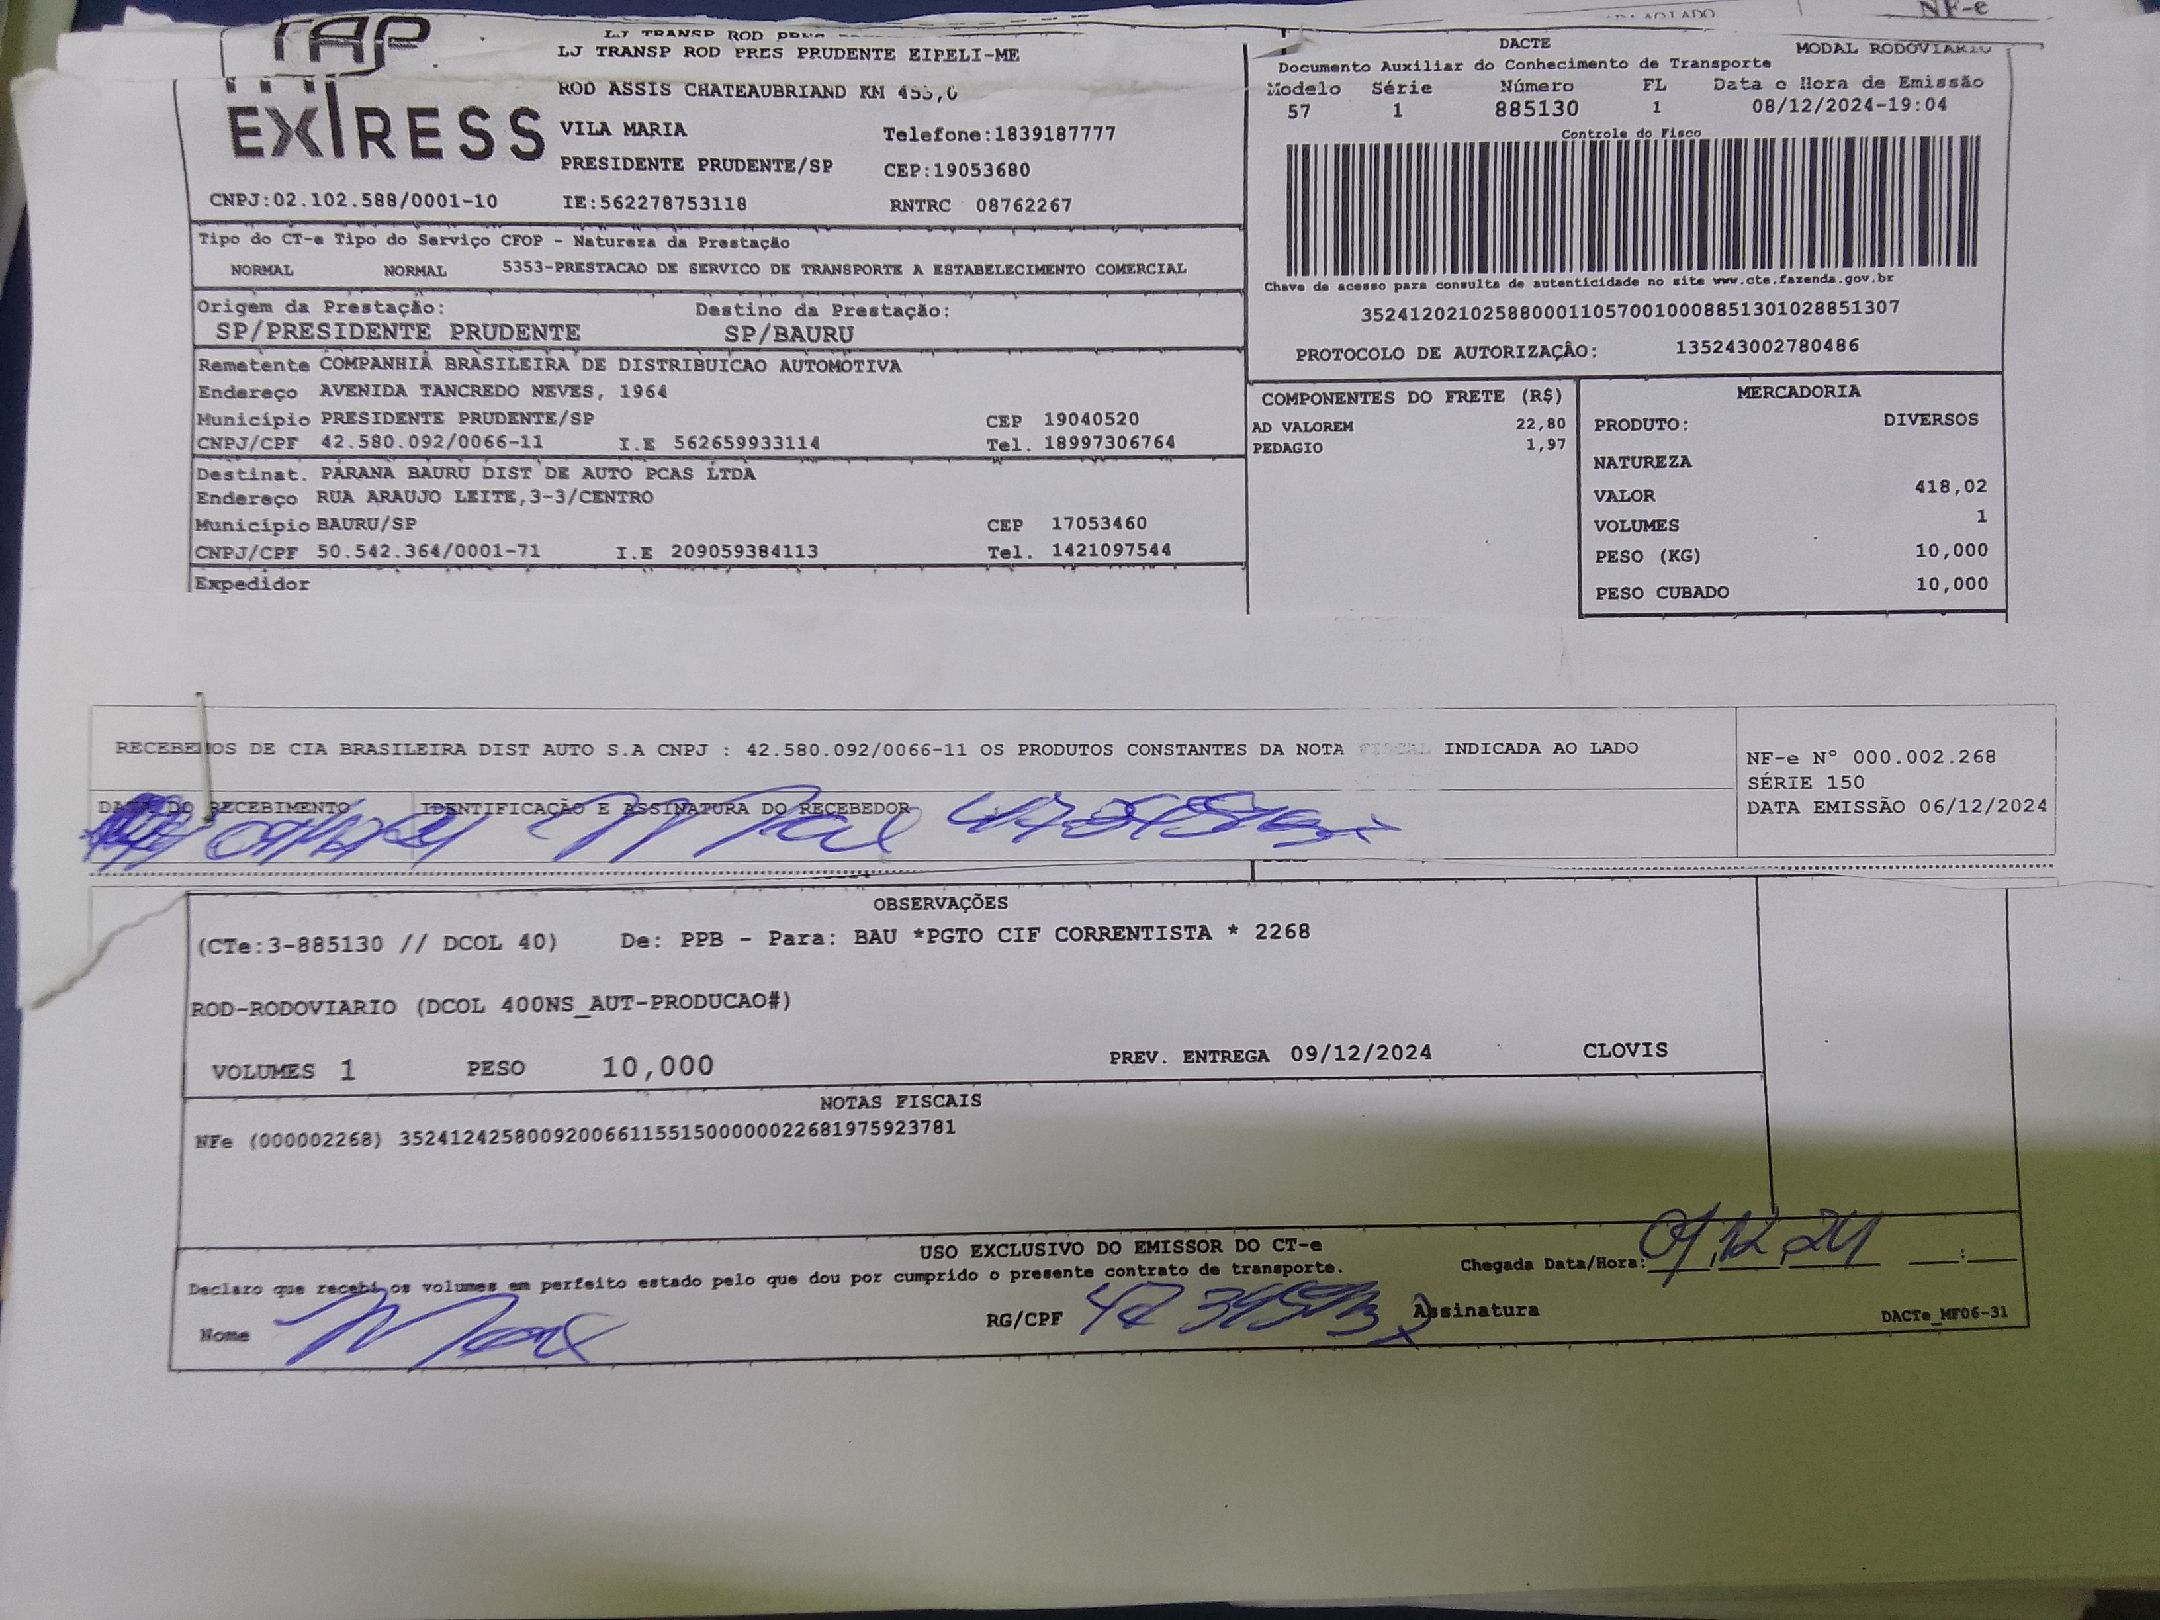 NF-e
TAP
EXPRESS
LJ TRANSP ROD PRES PRUDENTE EIRELI-ME
ROD ASSIS CHATEAUBRIAND KM 453,0
VILA MARIA Telefone:1839187777
PRESIDENTE PRUDENTE/SP CEP:19053680
CNPJ:02.102.588/0001-10 IE:562278753118 RNTRC 08762267
DACTE MODAL RODOVIARIO
Documento Auxiliar do Conhecimento de Transporte
Modelo Série Número FL Data e Hora de Emissão
57 1 885130 1 08/12/2024-19:04
Controle do Fisco
Chave de acesso para consulta de autenticidade no site www.cte.fazenda.gov.br
35241202102588000110570010008851301028851307
PROTOCOLO DE AUTORIZAÇÃO: 135243002780486
Tipo do CT-e Tipo do Serviço CFOP - Natureza da Prestação
NORMAL NORMAL 5353-PRESTACAO DE SERVICO DE TRANSPORTE A ESTABELECIMENTO COMERCIAL
Origem da Prestação: Destino da Prestação:
SP/PRESIDENTE PRUDENTE SP/BAURU
Remetente COMPANHIA BRASILEIRA DE DISTRIBUICAO AUTOMOTIVA
Endereço AVENIDA TANCREDO NEVES, 1964
Município PRESIDENTE PRUDENTE/SP CEP 19040520
CNPJ/CPF 42.580.092/0066-11 I.E 562659933114 Tel. 18997306764
Destinat. PARANA BAURU DIST DE AUTO PCAS LTDA
Endereço RUA ARAUJO LEITE,3-3/CENTRO
Município BAURU/SP CEP 17053460
CNPJ/CPF 50.542.364/0001-71 I.E 209059384113 Tel. 1421097544
Expedidor
COMPONENTES DO FRETE (R$)
AD VALOREM 22,80
PEDAGIO 1,97
MERCADORIA
PRODUTO: DIVERSOS
NATUREZA
VALOR 418,02
VOLUMES 1
PESO (KG) 10,000
PESO CUBADO 10,000
RECEBEMOS DE CIA BRASILEIRA DIST AUTO S.A CNPJ : 42.580.092/0066-11 OS PRODUTOS CONSTANTES DA NOTA FISCAL INDICADA AO LADO
NF-e Nº 000.002.268
SÉRIE 150
DATA EMISSÃO 06/12/2024
DATA DO RECEBIMENTO IDENTIFICAÇÃO E ASSINATURA DO RECEBEDOR
OBSERVAÇÕES
(CTe:3-885130 // DCOL 40) De: PPB - Para: BAU *PGTO CIF CORRENTISTA * 2268
ROD-RODOVIARIO (DCOL 400NS_AUT-PRODUCAO#)
VOLUMES 1 PESO 10,000 PREV. ENTREGA 09/12/2024 CLOVIS
NOTAS FISCAIS
NFe (000002268) 35241242580092006611551500000022681975923781
USO EXCLUSIVO DO EMISSOR DO CT-e
Declaro que recebi os volumes em perfeito estado pelo que dou por cumprido o presente contrato de transporte.
Chegada Data/Hora:
Nome RG/CPF Assinatura DACTe_MF06-31